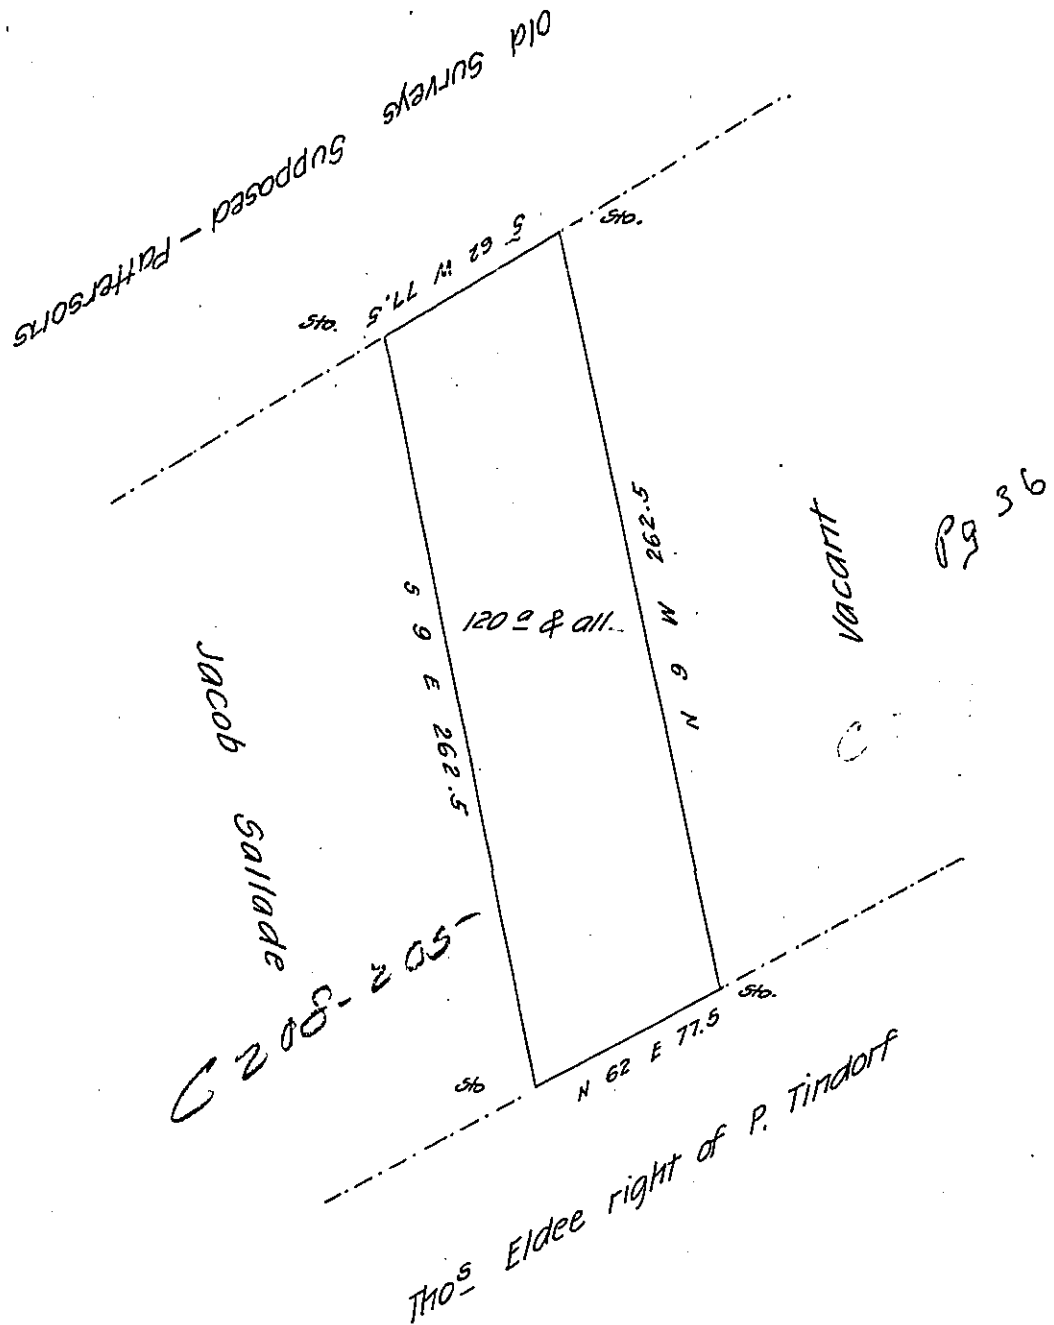 Old Surveys Supposed - Pattersons
Sto.
S 62 W 77.5
Sto.
N 9 W 262.5
Vacant
Pg 36
S 9 E 262.5
120 a & all.
Jacob Sallade
C
C 208-205
Sto.
Sto
N 62 E 77.5
Thos Eldee right of P. Tindorf